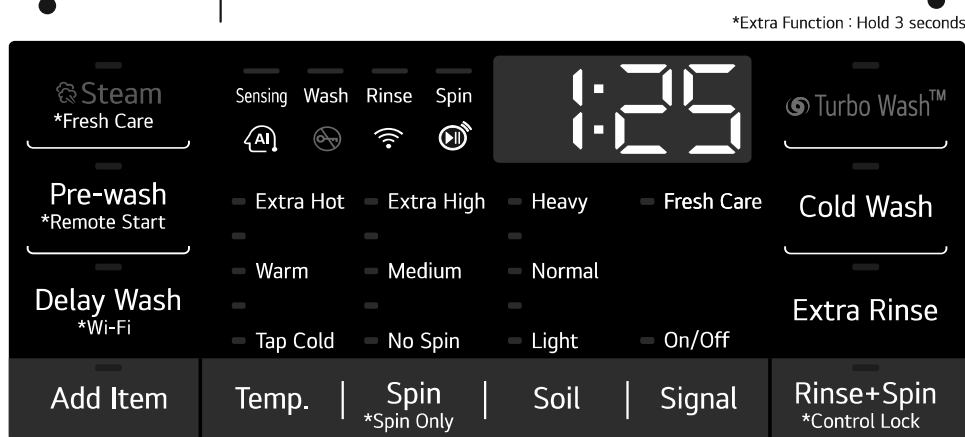 *Extra Function : Hold 3 seconds
Steam
*Fresh Care
Sensing Wash Rinse Spin
AI
1:25
Turbo Wash™
Pre-wash
*Remote Start
Extra Hot Extra High Heavy Fresh Care
Cold Wash
Warm Medium Normal
Delay Wash
*Wi-Fi
Extra Rinse
Tap Cold No Spin Light On/Off
Add Item Temp. Spin Soil Signal Rinse+Spin
*Spin Only *Control Lock